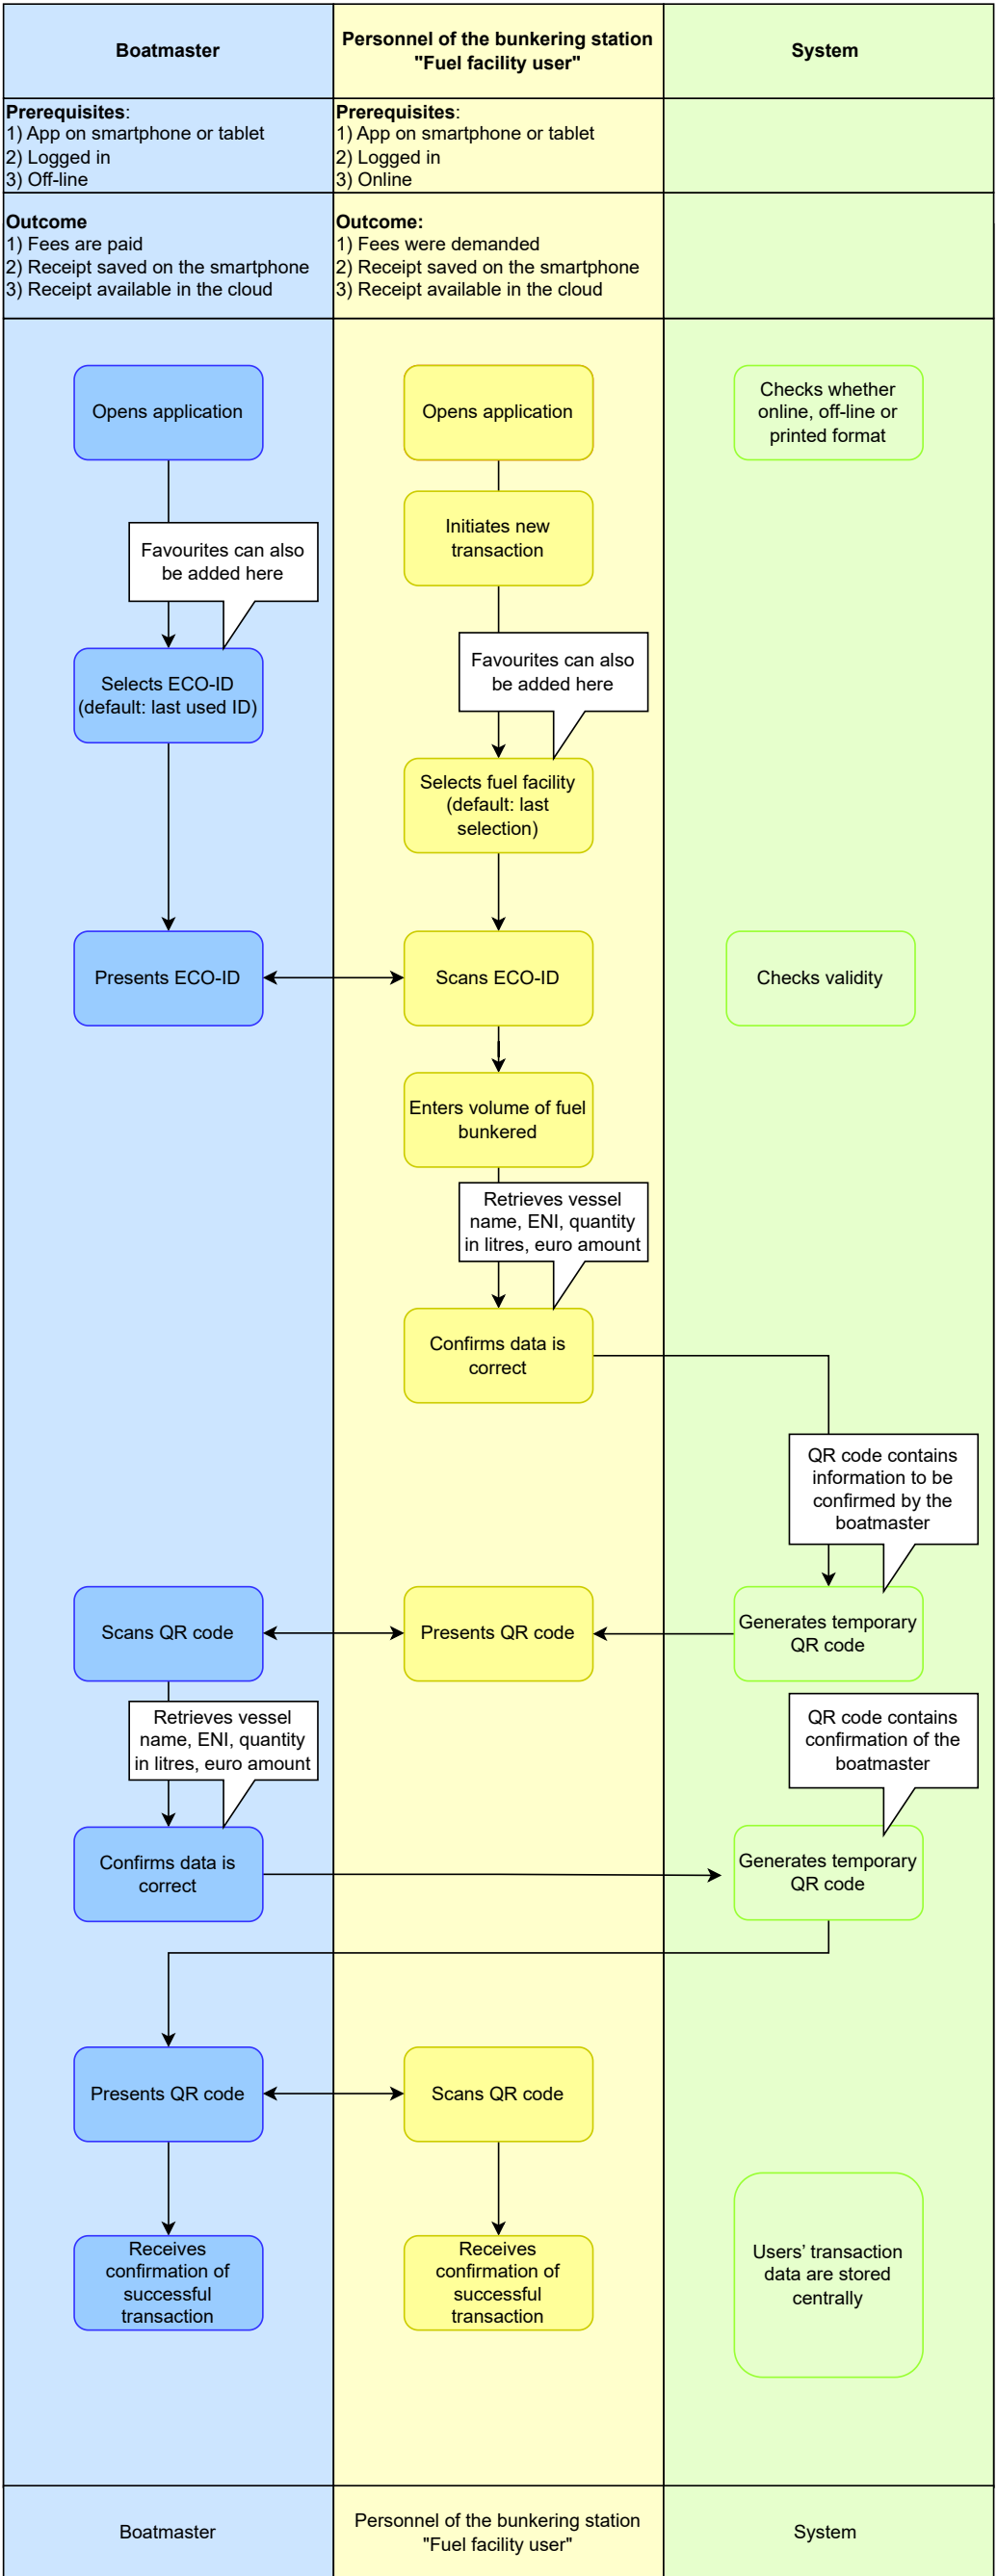 Boatmaster
Personnel of the bunkering station
"Fuel facility user"
System
Prerequisites:
1) App on smartphone or tablet
2) Logged in
3) Off-line
Prerequisites:
1) App on smartphone or tablet
2) Logged in
3) Online
Outcome
1) Fees are paid
2) Receipt saved on the smartphone
3) Receipt available in the cloud
Outcome:
1) Fees were demanded
2) Receipt saved on the smartphone
3) Receipt available in the cloud
Opens application
Opens application
Checks whether
online, off-line or
printed format
Initiates new
transaction
Favourites can also
be added here
Favourites can also
be added here
Selects ECO-ID
(default: last used ID)
Selects fuel facility
(default: last
selection)
Presents ECO-ID
Scans ECO-ID
Checks validity
Enters volume of fuel
bunkered
Retrieves vessel
name, ENI, quantity
in litres, euro amount
Confirms data is
correct
QR code contains
information to be
confirmed by the
boatmaster
Scans QR code
Presents QR code
Generates temporary
QR code
Retrieves vessel
name, ENI, quantity
in litres, euro amount
QR code contains
confirmation of the
boatmaster
Confirms data is
correct
Generates temporary
QR code
Presents QR code
Scans QR code
Receives
confirmation of
successful
transaction
Receives
confirmation of
successful
transaction
Users’ transaction
data are stored
centrally
Boatmaster
Personnel of the bunkering station
"Fuel facility user"
System